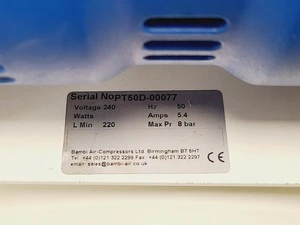 Serial No PT50D-00077
Voltage 240 Hz 50
Watts Amps 5.4
L Min 220 Max Pr 8 bar
Bambi Air-Compressors Ltd. Birmingham B7 5HT
Tel +44 (0)121 322 2299 Fax +44 (0)121 322 2297
email: sales@bambi-air.co.uk